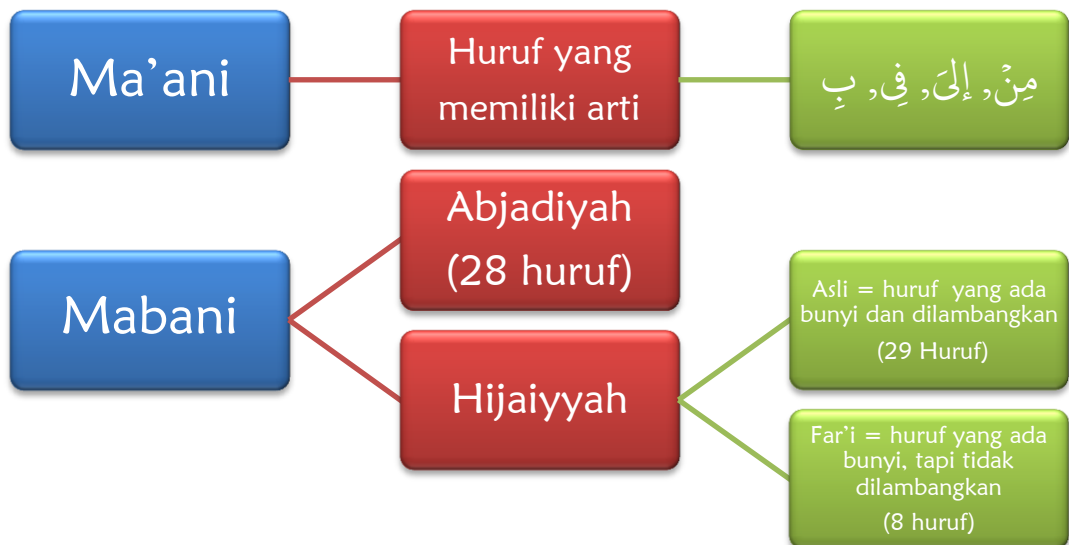 Ma'ani
Huruf yang
memiliki arti
مِنْ, إِلىَ, فِى, بِ
Mabani
Abjadiyah
(28 huruf)
Hijaiyyah
Asli = huruf yang ada
bunyi dan dilambangkan
(29 Huruf)
Far'i = huruf yang ada
bunyi, tapi tidak
dilambangkan
(8 huruf)